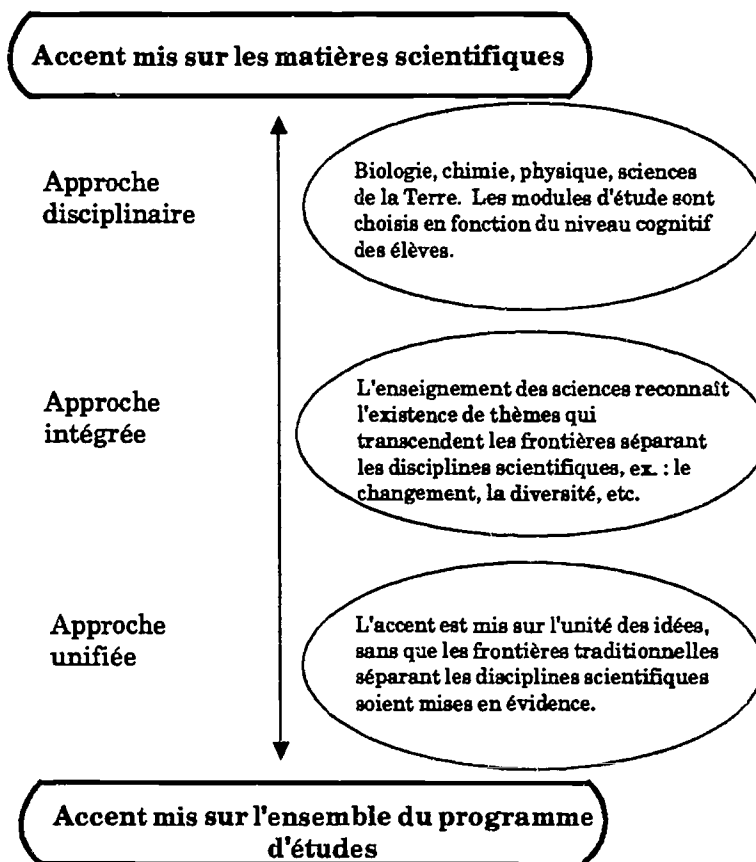 Accent mis sur les matières scientifiques
Approche
disciplinaire
Biologie, chimie, physique, sciences
de la Terre. Les modules d'étude sont
choisis en fonction du niveau cognitif
des élèves.
Approche
intégrée
L'enseignement des sciences reconnaît
l'existence de thèmes qui
transcendent les frontières séparant
les disciplines scientifiques, ex. : le
changement, la diversité, etc.
Approche
unifiée
L'accent est mis sur l'unité des idées,
sans que les frontières traditionnelles
séparant les disciplines scientifiques
soient mises en évidence.
Accent mis sur l'ensemble du programme
d'études